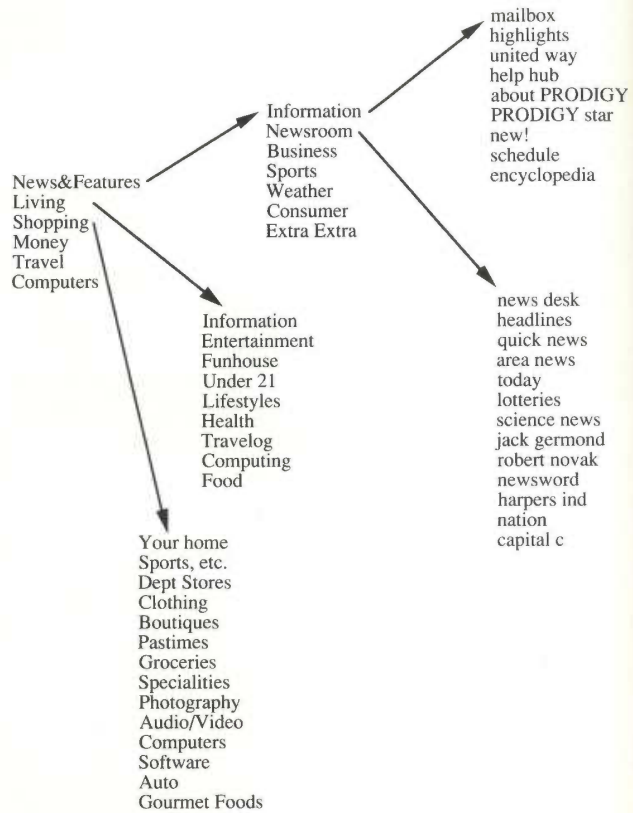 News&Features
Living
Shopping
Money
Travel
Computers
Information
Newsroom
Business
Sports
Weather
Consumer
Extra Extra
mailbox
highlights
united way
help hub
about PRODIGY
PRODIGY star
new!
schedule
encyclopedia
news desk
headlines
quick news
area news
today
lotteries
science news
jack germond
robert novak
newsword
harpers ind
nation
capital c
Information
Entertainment
Funhouse
Under 21
Lifestyles
Health
Travelog
Computing
Food
Your home
Sports, etc.
Dept Stores
Clothing
Boutiques
Pastimes
Groceries
Specialities
Photography
Audio/Video
Computers
Software
Auto
Gourmet Foods